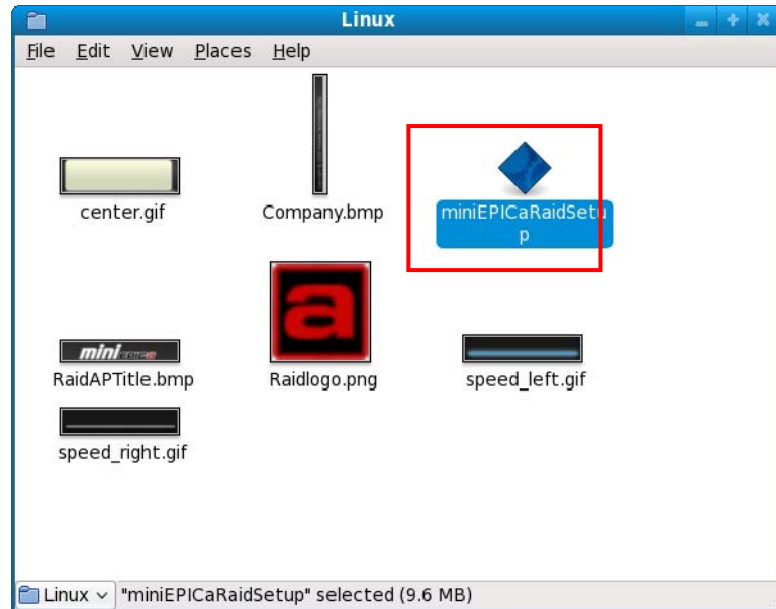 Linux
File Edit View Places Help
center.gif
Company.bmp
miniEPICaRaidSetu
p
mini
a
RaidAPTitle.bmp
Raidlogo.png
speed_left.gif
speed_right.gif
Linux "miniEPICaRaidSetup" selected (9.6 MB)